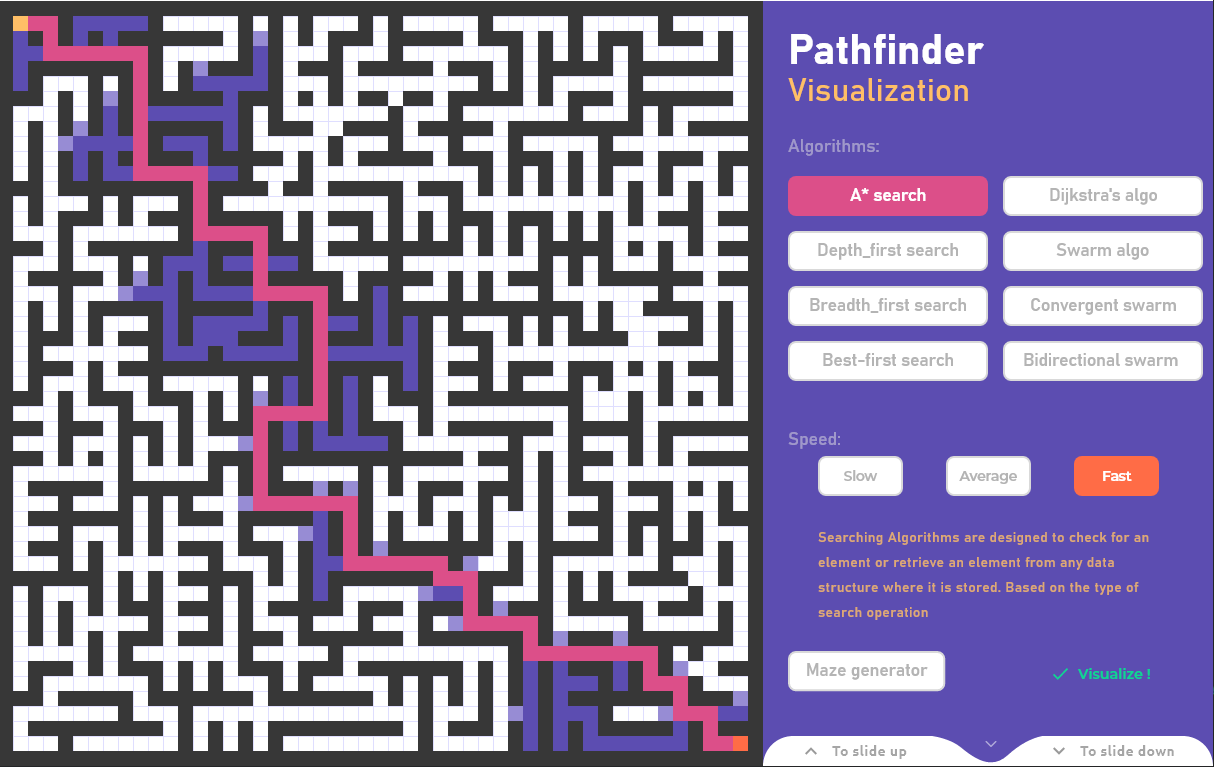 Pathfinder
Visualization
Algorithms:
A* search
Dijkstra's algo
Depth_first search
Swarm algo
Breadth_first search
Convergent swarm
Best-first search
Bidirectional swarm
Speed:
Slow
Average
Fast
Searching Algorithms are designed to check for an
element or retrieve an element from any data
structure where it is stored. Based on the type of
search operation
Maze generator
Visualize !
To slide up
To slide down